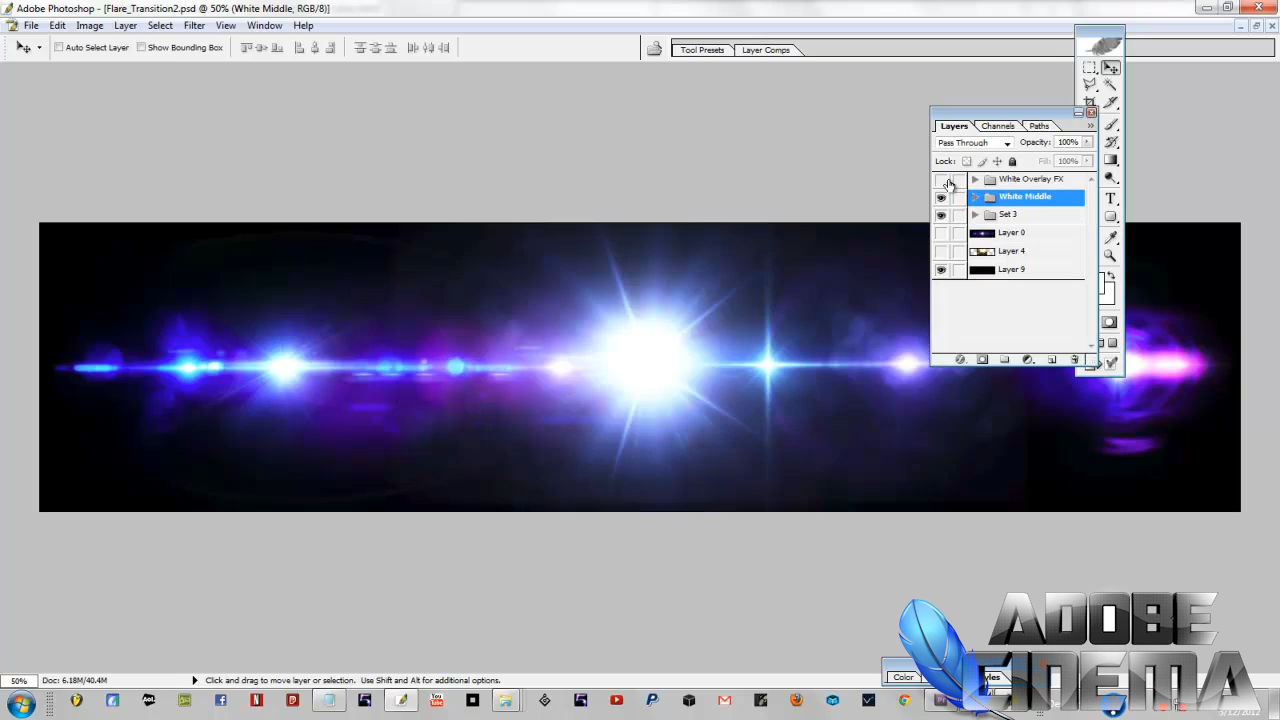 Adobe Photoshop - [Flare_Transition2.psd @ 50% (White Middle, RGB/8)]
File Edit Image Layer Select Filter View Window Help
Auto Select Layer Show Bounding Box Tool Presets Layer Comps
Layers Channels Paths
Pass Through Opacity: 100%
Lock: Fill: 100%
White Overlay FX
White Middle
Set 3
Layer 0
Layer 4
Layer 9
ADOBE
CINEMA
Color
50% Doc: 6.18M/40.4M Click and drag to move layer or selection. Use Shift and Alt for additional options.